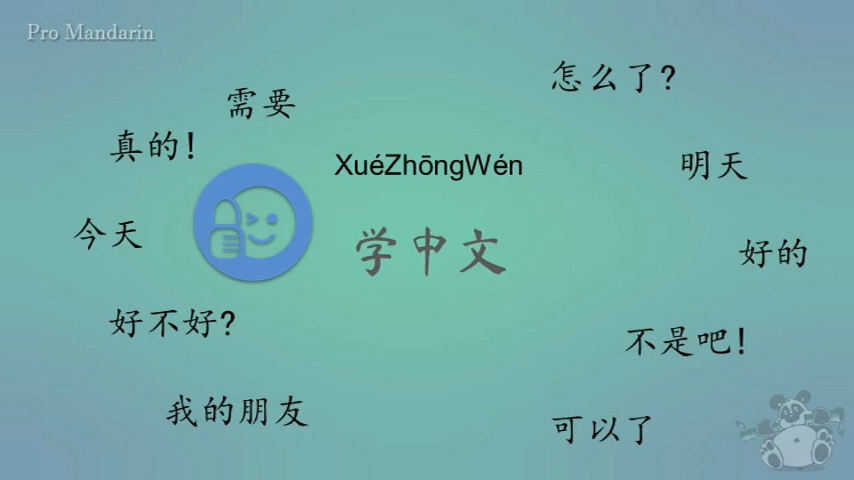 Pro Mandarin
怎么了?
需要
真的!
XuéZhōngWén
明天
今天
学中文
好的
好不好?
不是吧!
我的朋友
可以了